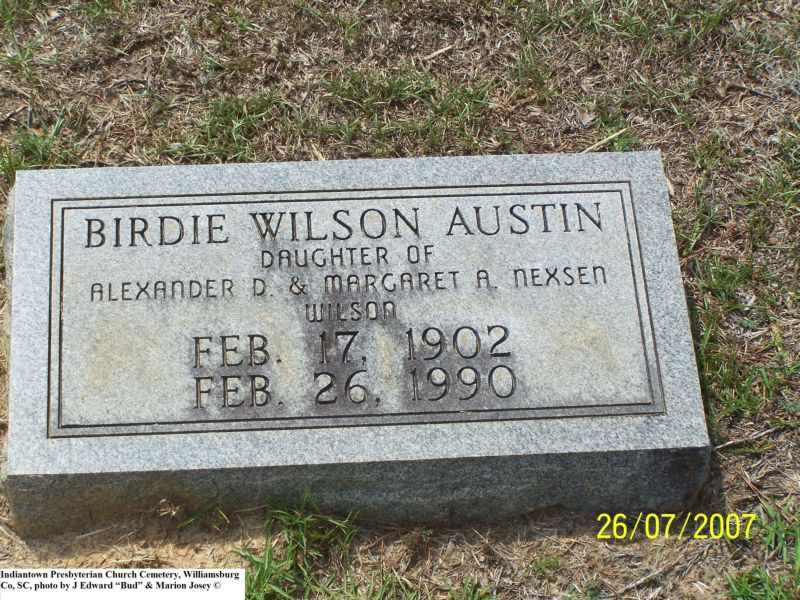 BIRDIE WILSON AUSTIN
DAUGHTER OF
ALEXANDER D. & MARGARET A. NEXSEN
WILSON
FEB. 17, 1902
FEB. 26, 1990
26/07/2007
Indiantown Presbyterian Church Cemetery, Williamsburg
Co, SC, photo by J Edward “Bud” & Marion Josey ©